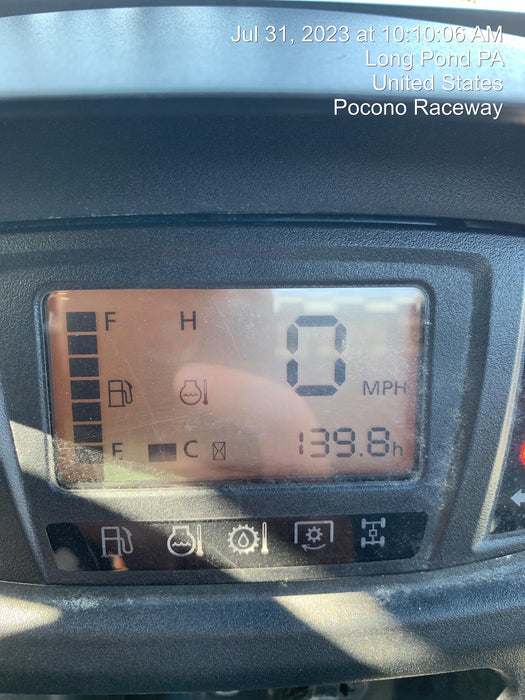 Jul 31, 2023 at 10:10:06 AM
Long Pond PA
United States
Pocono Raceway
F H 0 MPH
E C 139.8h